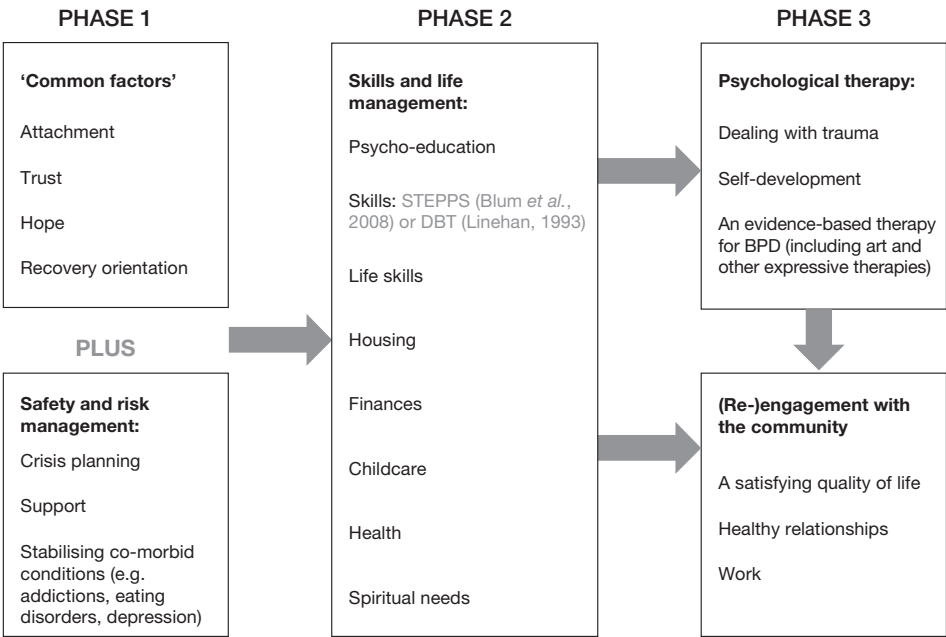 PHASE 1
‘Common factors’
Attachment
Trust
Hope
Recovery orientation
PLUS
Safety and risk
management:
Crisis planning
Support
Stabilising co-morbid
conditions (e.g.
addictions, eating
disorders, depression)
PHASE 2
Skills and life
management:
Psycho-education
Skills: STEPPS (Blum et al.,
2008) or DBT (Linehan, 1993)
Life skills
Housing
Finances
Childcare
Health
Spiritual needs
PHASE 3
Psychological therapy:
Dealing with trauma
Self-development
An evidence-based therapy
for BPD (including art and
other expressive therapies)
(Re-)engagement with
the community
A satisfying quality of life
Healthy relationships
Work